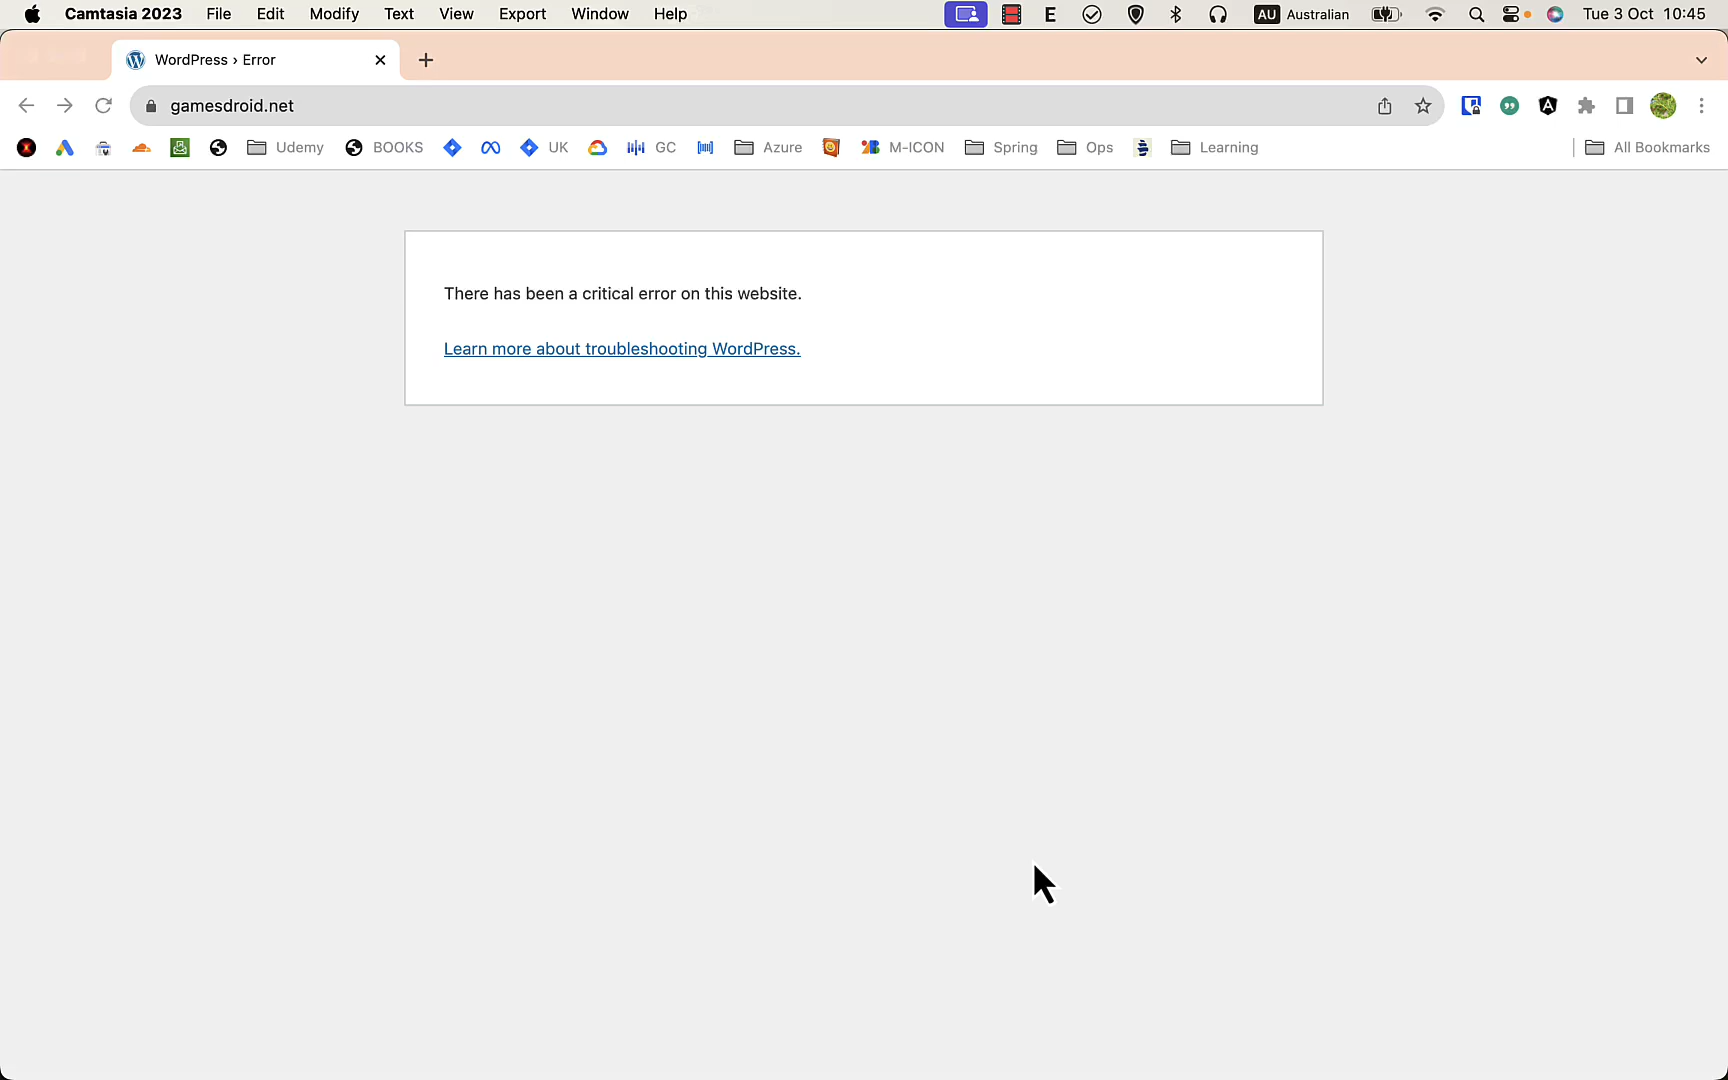 Camtasia 2023 File Edit Modify Text View Export Window Help E AU Australian Tue 3 Oct 10:45
WordPress › Error
gamesdroid.net
Udemy BOOKS UK GC Azure M-ICON Spring Ops Learning All Bookmarks
There has been a critical error on this website.
Learn more about troubleshooting WordPress.